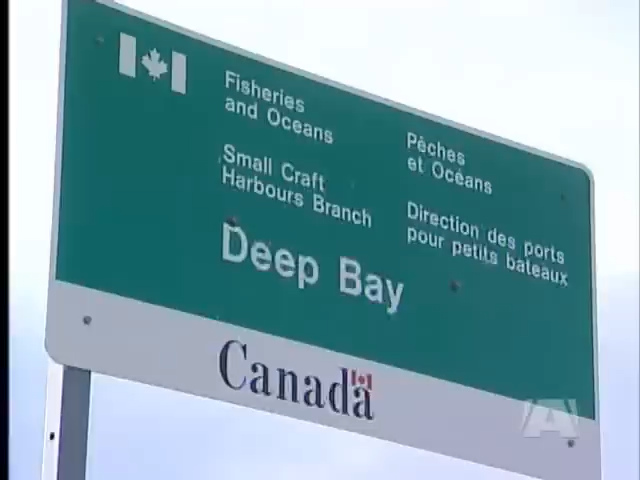 Fisheries
and Oceans
Pêches
et Océans
Small Craft
Harbours Branch
Direction des ports
pour petits bateaux
Deep Bay
Canada
A